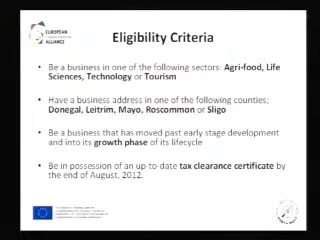 EUROPEAN
ALLIANCE
Eligibility Criteria
• Be a business in one of the following sectors: Agri-food, Life
Sciences, Technology or Tourism
• Have a business address in one of the following counties;
Donegal, Leitrim, Mayo, Roscommon or Sligo
• Be a business that has moved past early stage development
and into its growth phase of its lifecycle
• Be in possession of an up-to-date tax clearance certificate by
the end of August, 2012.